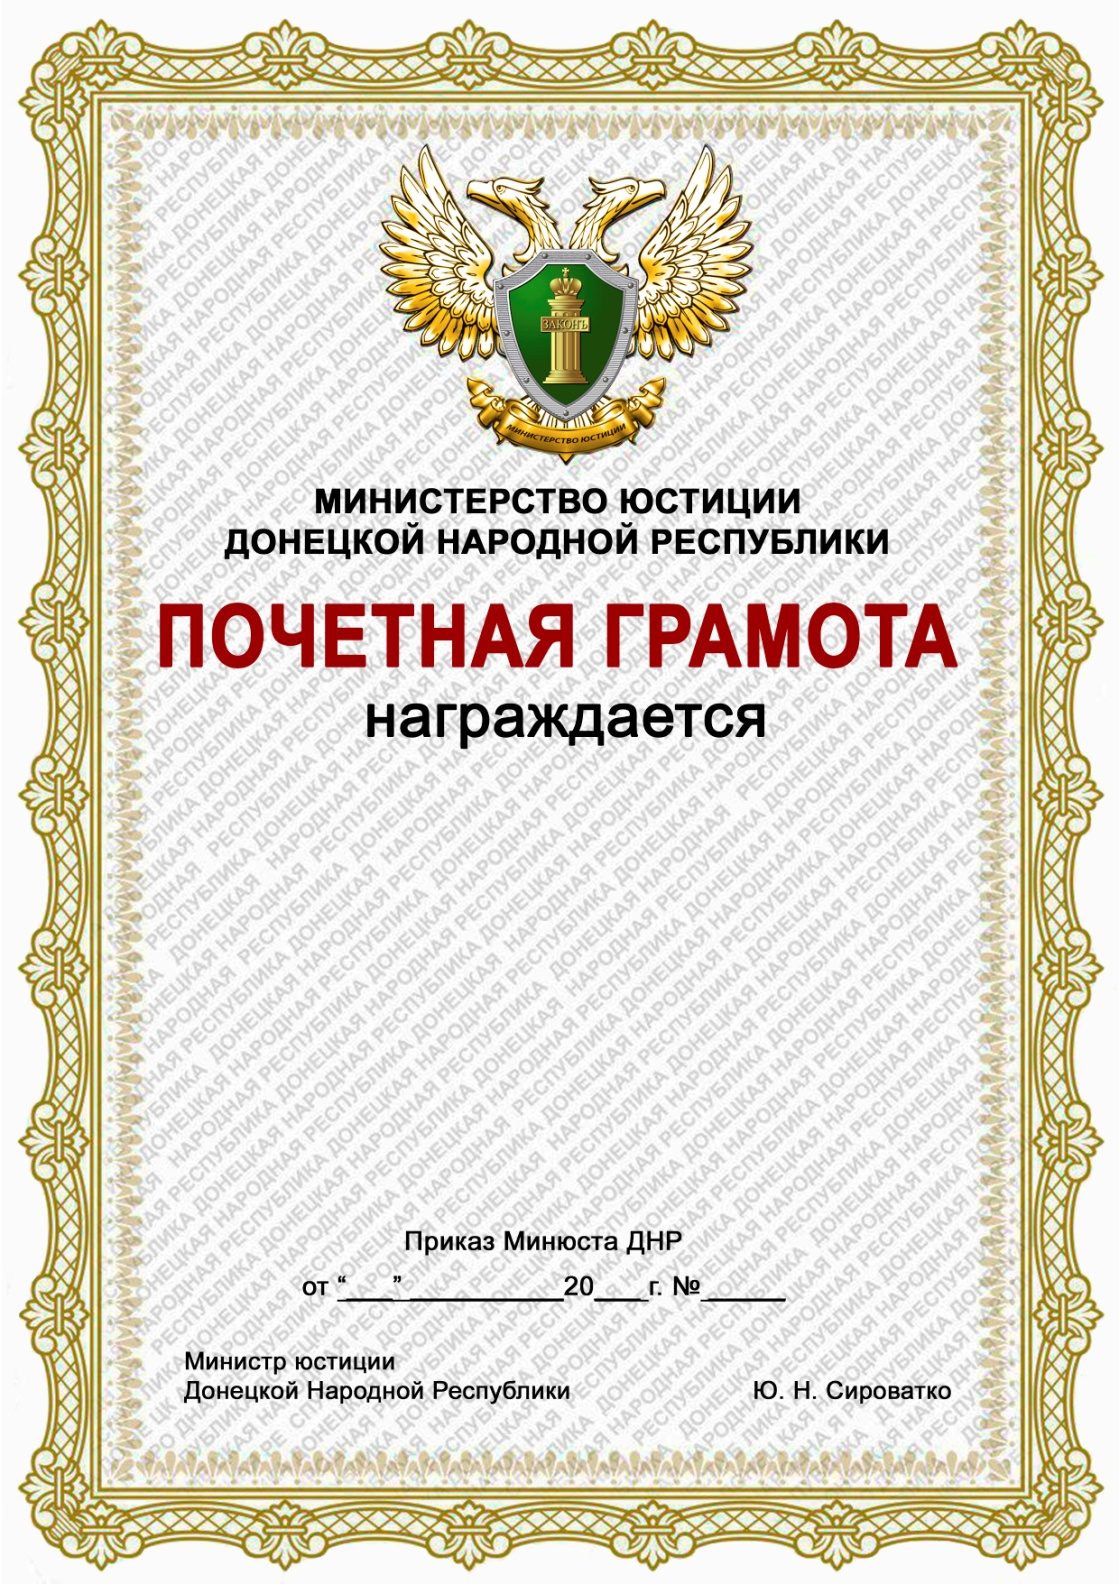 ЗАКОНЪ
МИНИСТЕРСТВО ЮСТИЦИИ
МИНИСТЕРСТВО ЮСТИЦИИ
ДОНЕЦКОЙ НАРОДНОЙ РЕСПУБЛИКИ
ПОЧЕТНАЯ ГРАМОТА
награждается
Приказ Минюста ДНР
от “___” __________20___г. №_____
Министр юстиции
Донецкой Народной Республики Ю. Н. Сироватко